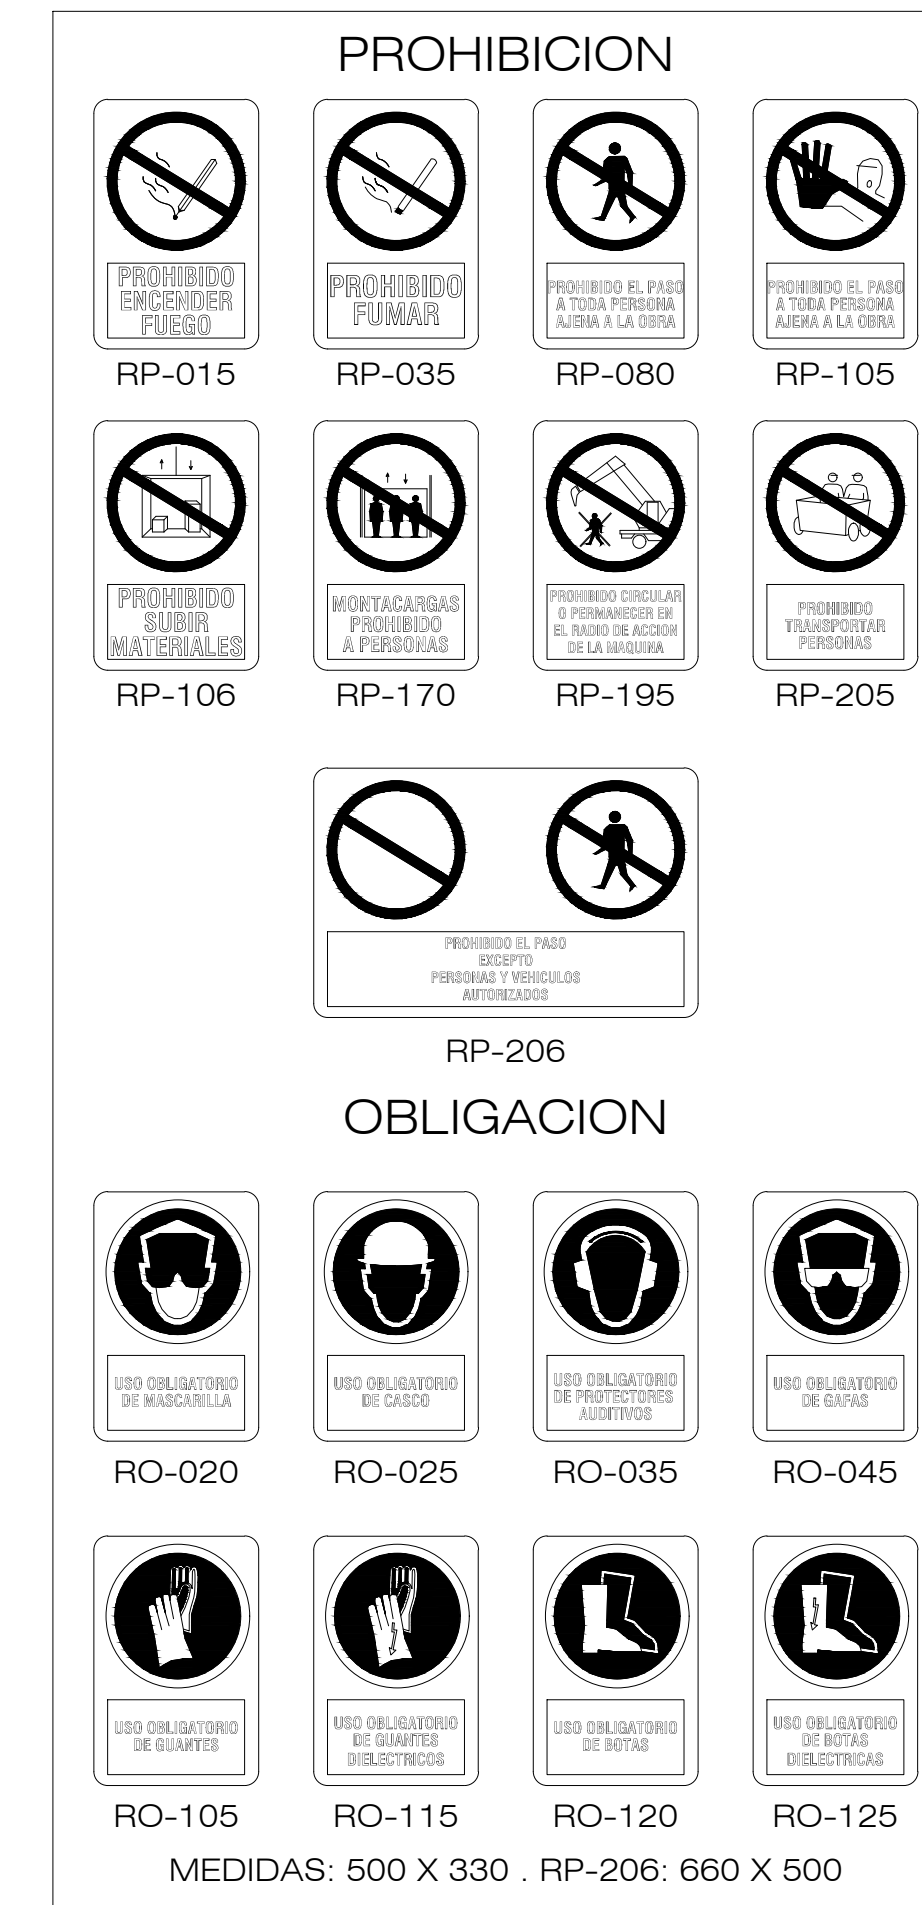 PROHIBICION
PROHIBIDO
ENCENDER
FUEGO
RP-015
PROHIBIDO
FUMAR
RP-035
PROHIBIDO EL PASO
A TODA PERSONA
AJENA A LA OBRA
RP-080
PROHIBIDO EL PASO
A TODA PERSONA
AJENA A LA OBRA
RP-105
PROHIBIDO
SUBIR
MATERIALES
RP-106
MONTACARGAS
PROHIBIDO
A PERSONAS
RP-170
PROHIBIDO CIRCULAR
O PERMANECER EN
EL RADIO DE ACCION
DE LA MAQUINA
RP-195
PROHIBIDO
TRANSPORTAR
PERSONAS
RP-205
PROHIBIDO EL PASO
EXCEPTO
PERSONAS Y VEHICULOS
AUTORIZADOS
RP-206
OBLIGACION
USO OBLIGATORIO
DE MASCARILLA
RO-020
USO OBLIGATORIO
DE CASCO
RO-025
USO OBLIGATORIO
DE PROTECTORES
AUDITIVOS
RO-035
USO OBLIGATORIO
DE GAFAS
RO-045
USO OBLIGATORIO
DE GUANTES
RO-105
USO OBLIGATORIO
DE GUANTES
DIELECTRICOS
RO-115
USO OBLIGATORIO
DE BOTAS
RO-120
USO OBLIGATORIO
DE BOTAS
DIELECTRICAS
RO-125
MEDIDAS: 500 X 330 . RP-206: 660 X 500